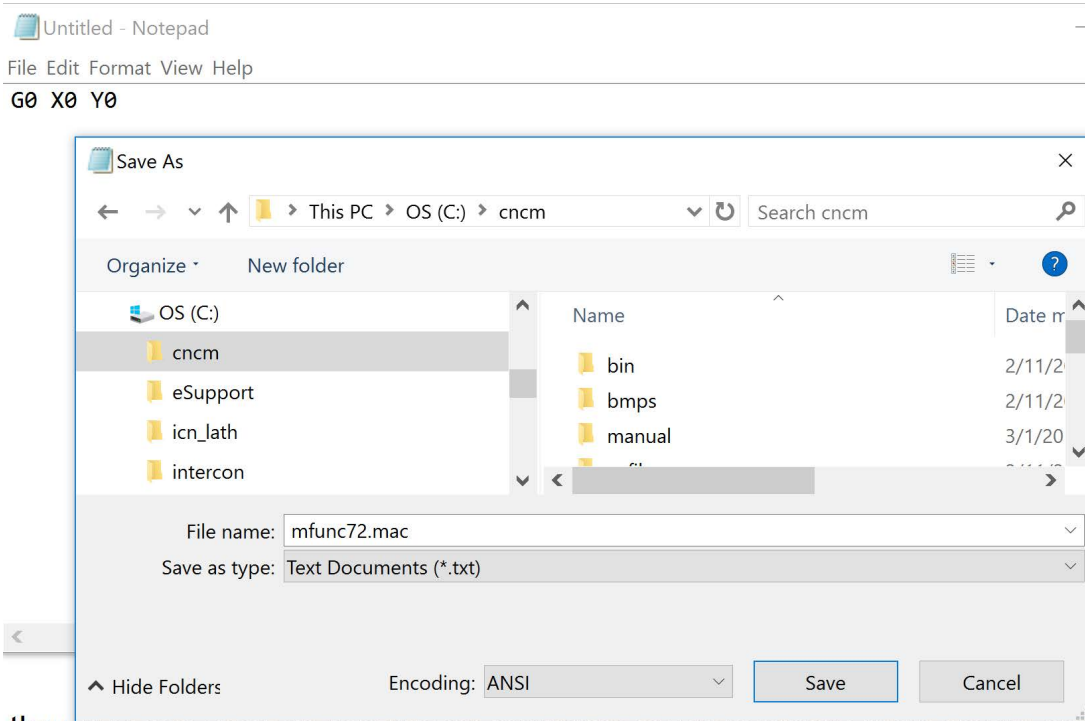 Untitled - Notepad
File Edit Format View Help
G0 X0 Y0
Save As
This PC > OS (C:) > cncm
Search cncm
Organize
New folder
?
OS (C:)
Name
Date m
cncm
bin
2/11/2
eSupport
bmps
2/11/2
icn_lath
manual
3/1/20
intercon
File name: mfunc72.mac
Save as type: Text Documents (*.txt)
Hide Folders
Encoding: ANSI
Save
Cancel